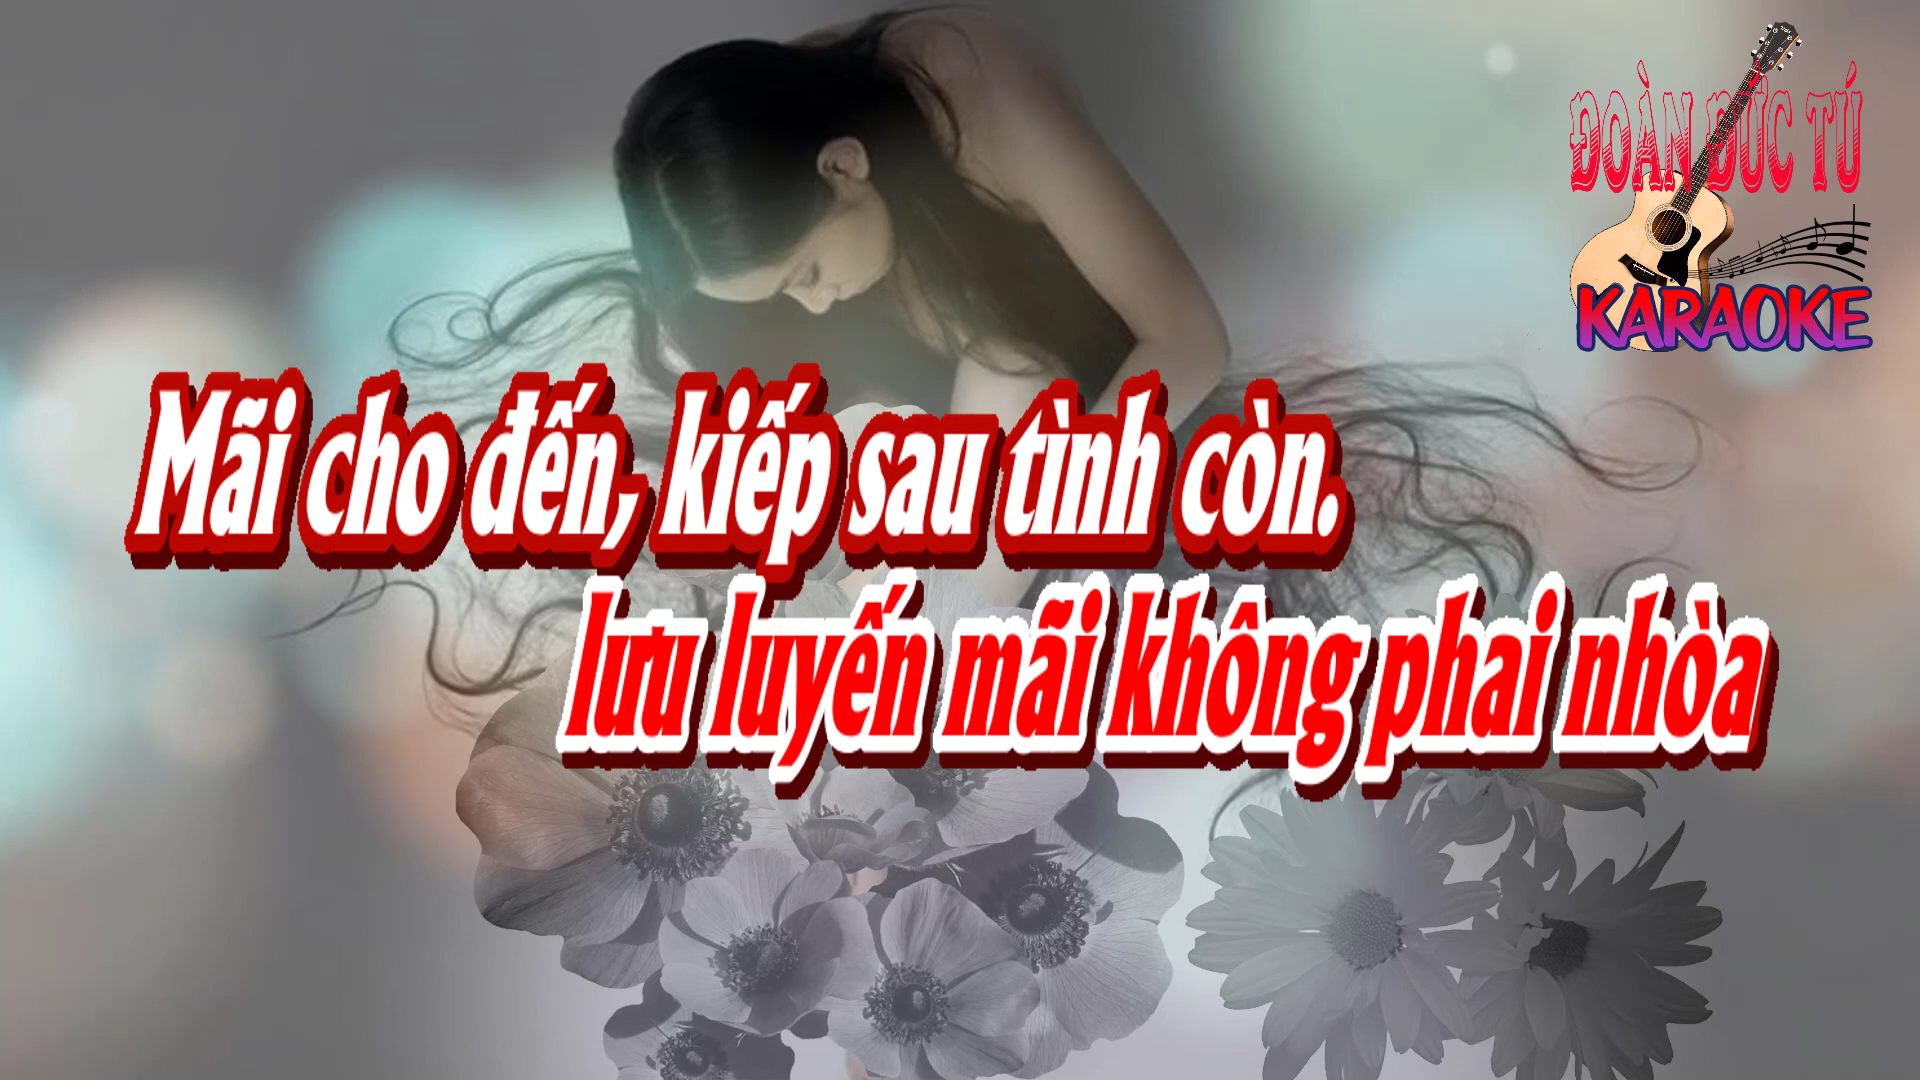 ĐOÀN ĐỨC TÚ
KARAOKE
Mãi cho đến, kiếp sau tình còn.
lưu luyến mãi không phai nhòa